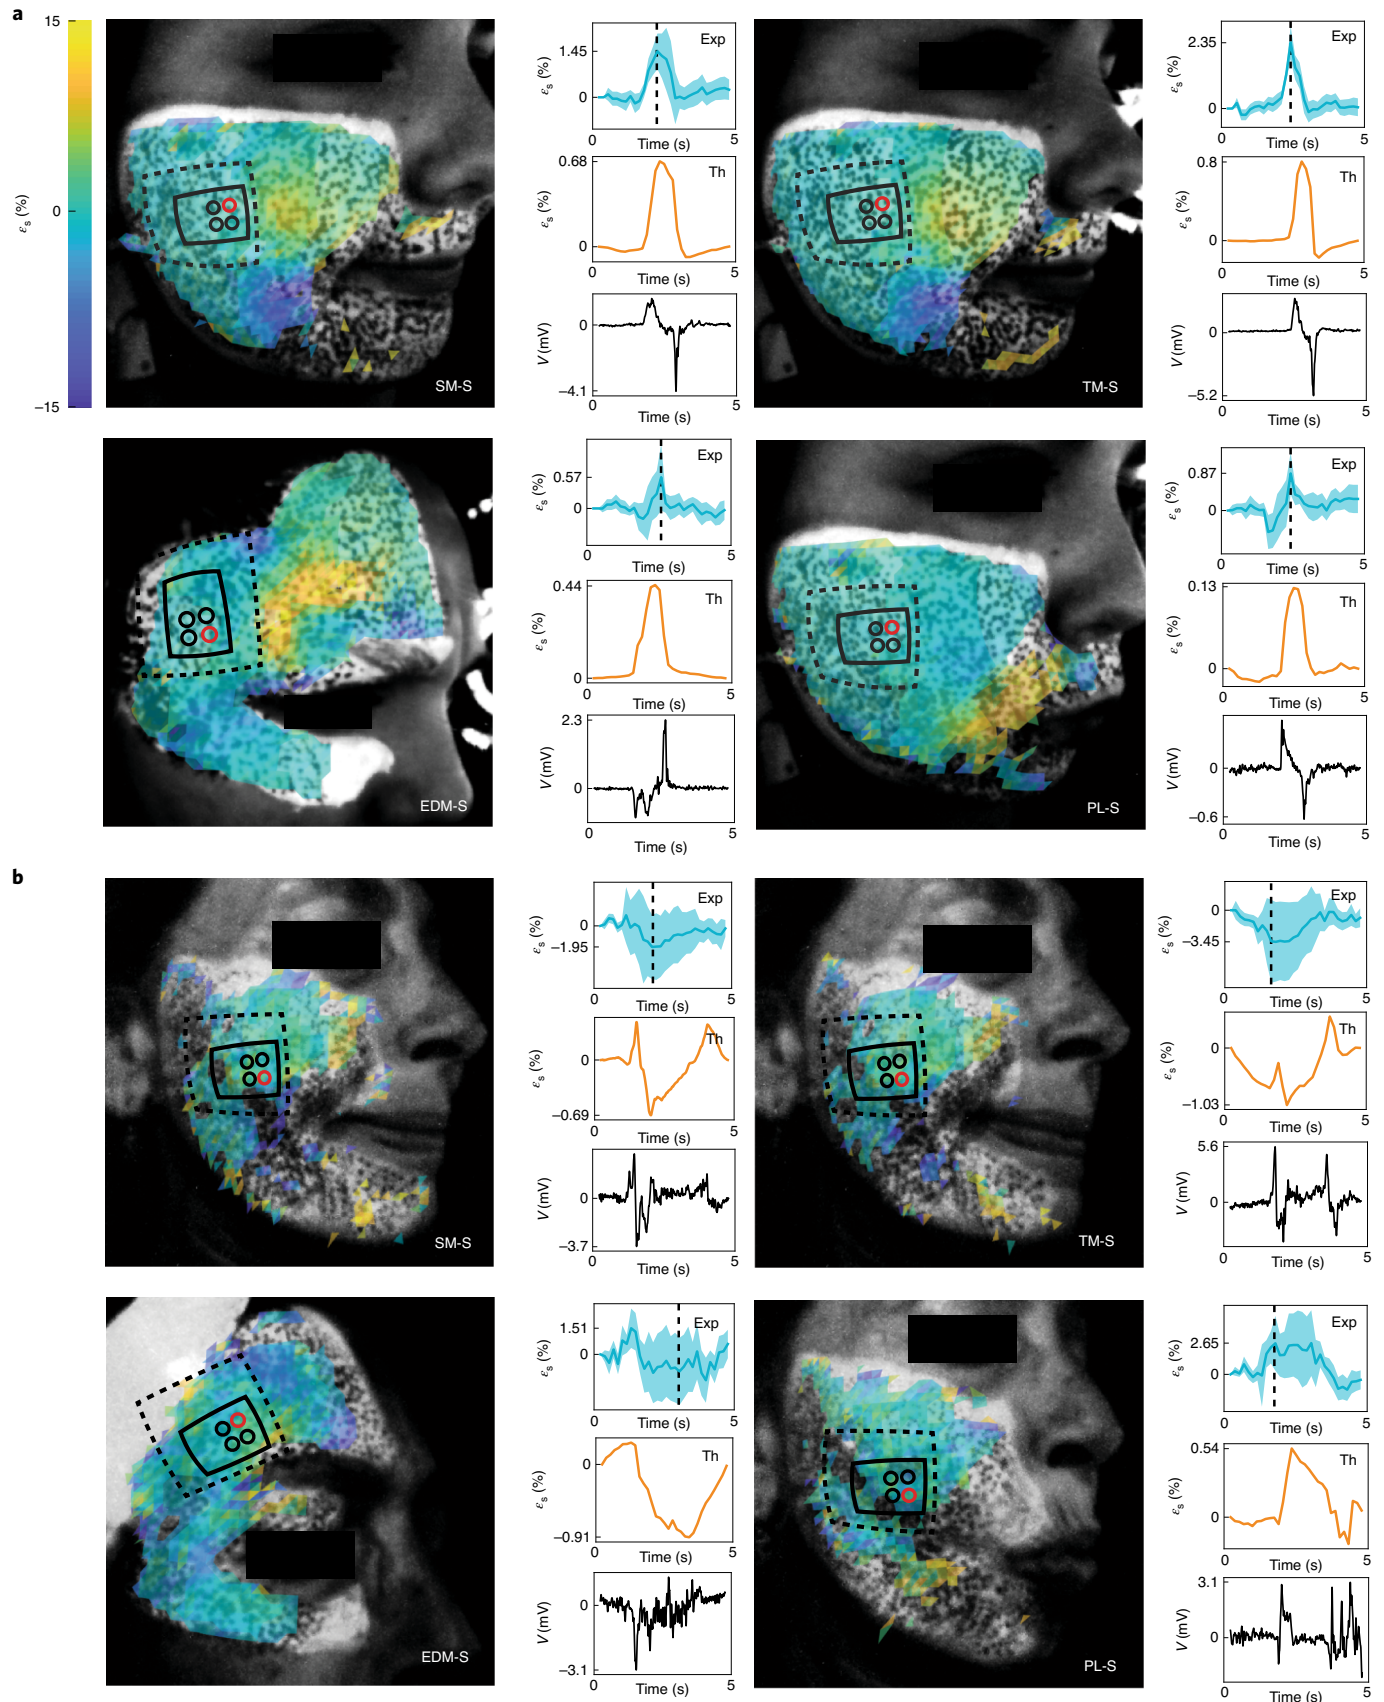 a
15
0
−15
εs (%)
SM-S
Exp
1.45
0
εs (%)
0
5
Time (s)
Th
0.68
0
εs (%)
0
5
Time (s)
0
−4.1
V (mV)
0
5
Time (s)
TM-S
Exp
2.35
0
εs (%)
0
5
Time (s)
Th
0.8
0
εs (%)
0
5
Time (s)
0
−5.2
V (mV)
0
5
Time (s)
EDM-S
Exp
0.57
0
εs (%)
0
5
Time (s)
Th
0.44
0
εs (%)
0
5
Time (s)
2.3
0
V (mV)
0
5
Time (s)
PL-S
Exp
0.87
0
εs (%)
0
5
Time (s)
Th
0.13
0
εs (%)
0
5
Time (s)
0
−0.6
V (mV)
0
5
Time (s)
b
SM-S
Exp
0
−1.95
εs (%)
0
5
Time (s)
Th
0
−0.69
εs (%)
0
5
Time (s)
0
−3.7
V (mV)
0
5
Time (s)
TM-S
Exp
0
−3.45
εs (%)
0
5
Time (s)
Th
0
−1.03
εs (%)
0
5
Time (s)
5.6
0
V (mV)
0
5
Time (s)
EDM-S
Exp
1.51
0
εs (%)
0
5
Time (s)
Th
0
−0.91
εs (%)
0
5
Time (s)
0
−3.1
V (mV)
0
5
Time (s)
PL-S
Exp
2.65
0
εs (%)
0
5
Time (s)
Th
0.54
0
εs (%)
0
5
Time (s)
3.1
0
V (mV)
0
5
Time (s)